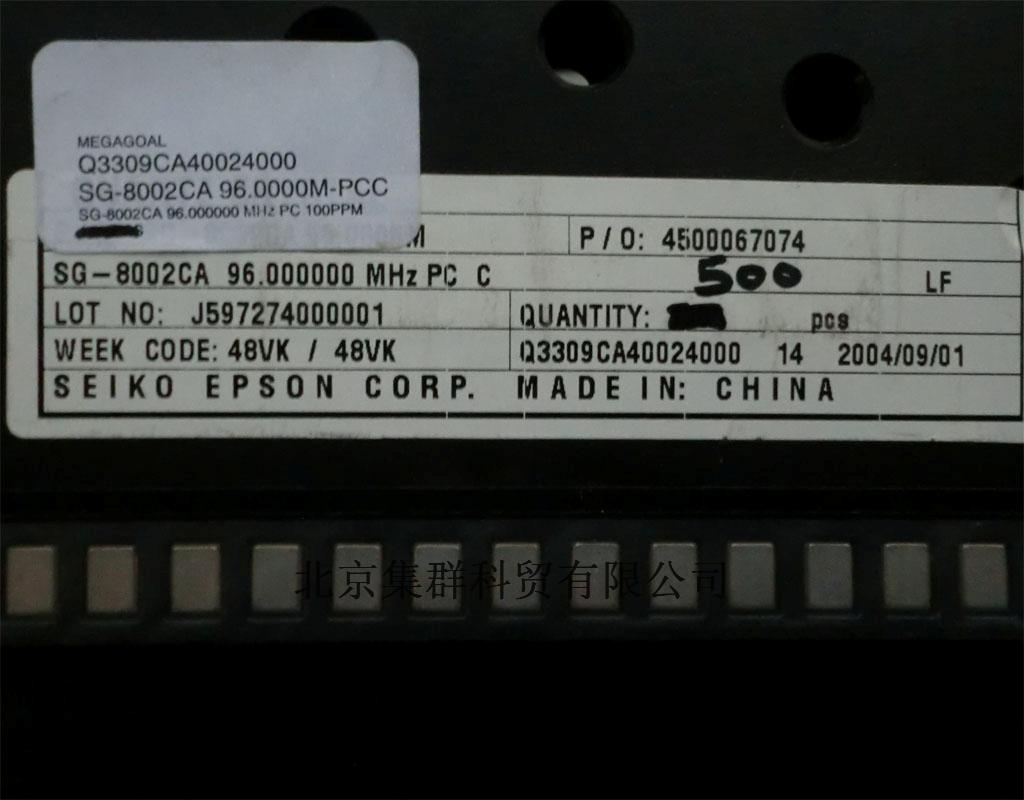 MEGAGOAL
Q3309CA40024000
SG-8002CA 96.0000M-PCC
SG-8002CA 96.000000 MHz PC 100PPM
M P/O: 4500067074
SG-8002CA 96.000000 MHz PC C 500 LF
LOT NO: J597274000001 QUANTITY: pcs
WEEK CODE: 48VK / 48VK Q3309CA40024000 14 2004/09/01
SEIKO EPSON CORP. MADE IN: CHINA
北京集群科贸有限公司